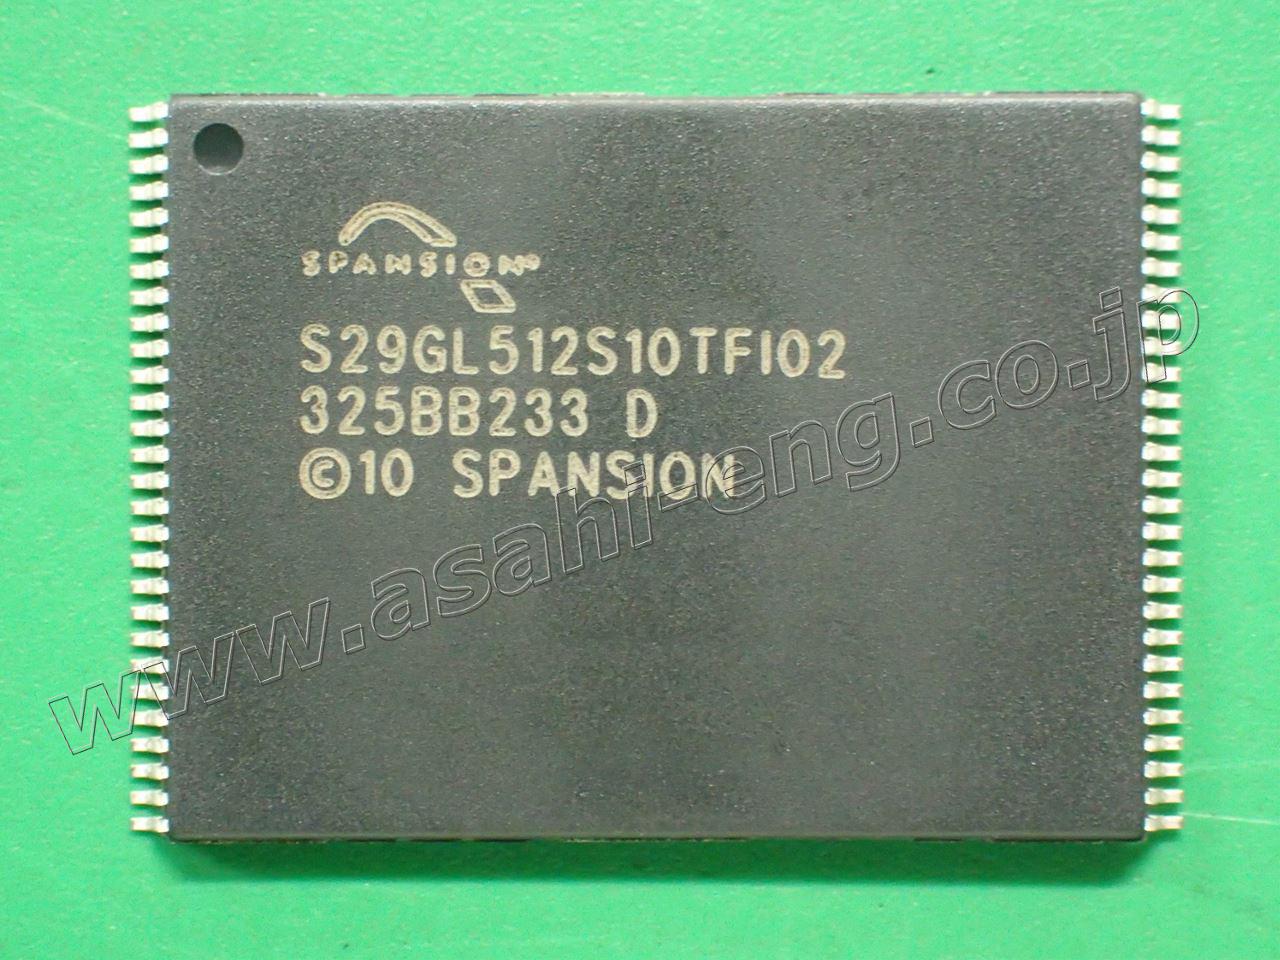 SPANSION®
S29GL512S10TFI02
325BB233 D
©10 SPANSION
www.asahi-eng.co.jp